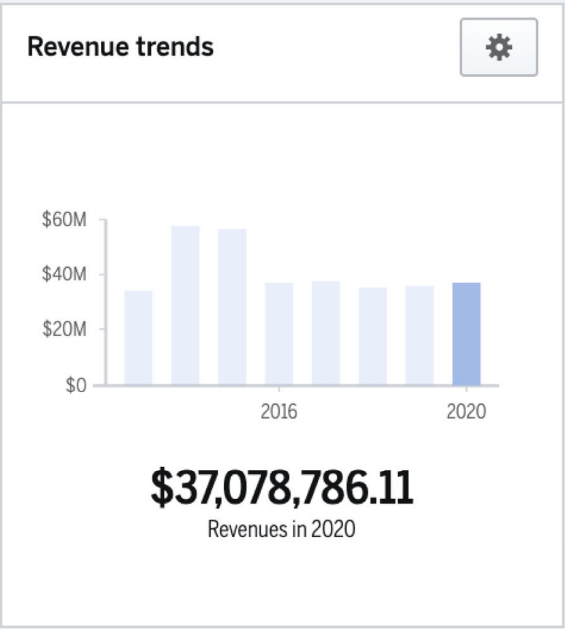 Revenue trends
$60M
$40M
$20M
$0
2016
2020
$37,078,786.11
Revenues in 2020